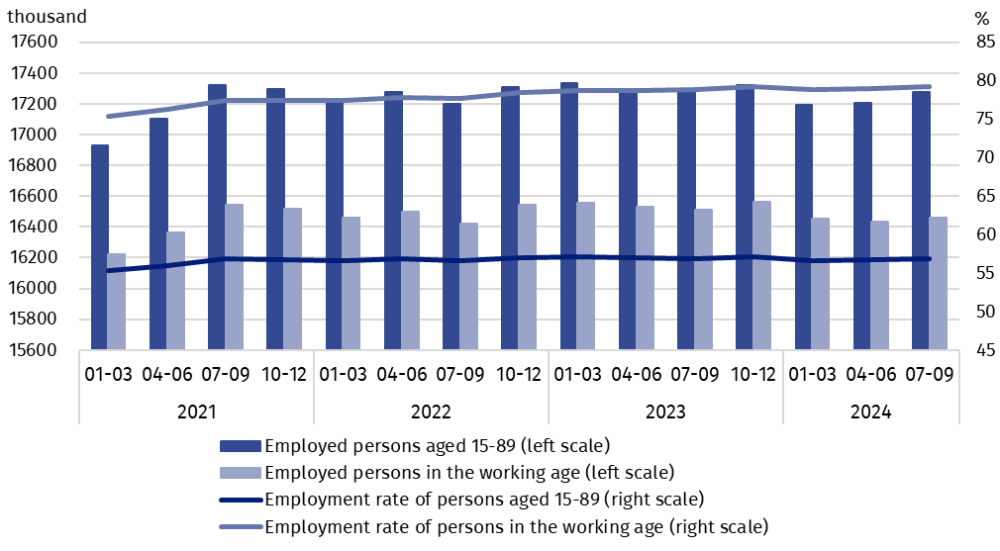 thousand %
17600 85
17400 80
17200 75
17000 70
16800 65
16600 60
16400 55
16200 50
16000 45
15800
15600
01-03 04-06 07-09 10-12 01-03 04-06 07-09 10-12 01-03 04-06 07-09 10-12 01-03 04-06 07-09
2021 2022 2023 2024
Employed persons aged 15-89 (left scale)
Employed persons in the working age (left scale)
Employment rate of persons aged 15-89 (right scale)
Employment rate of persons in the working age (right scale)